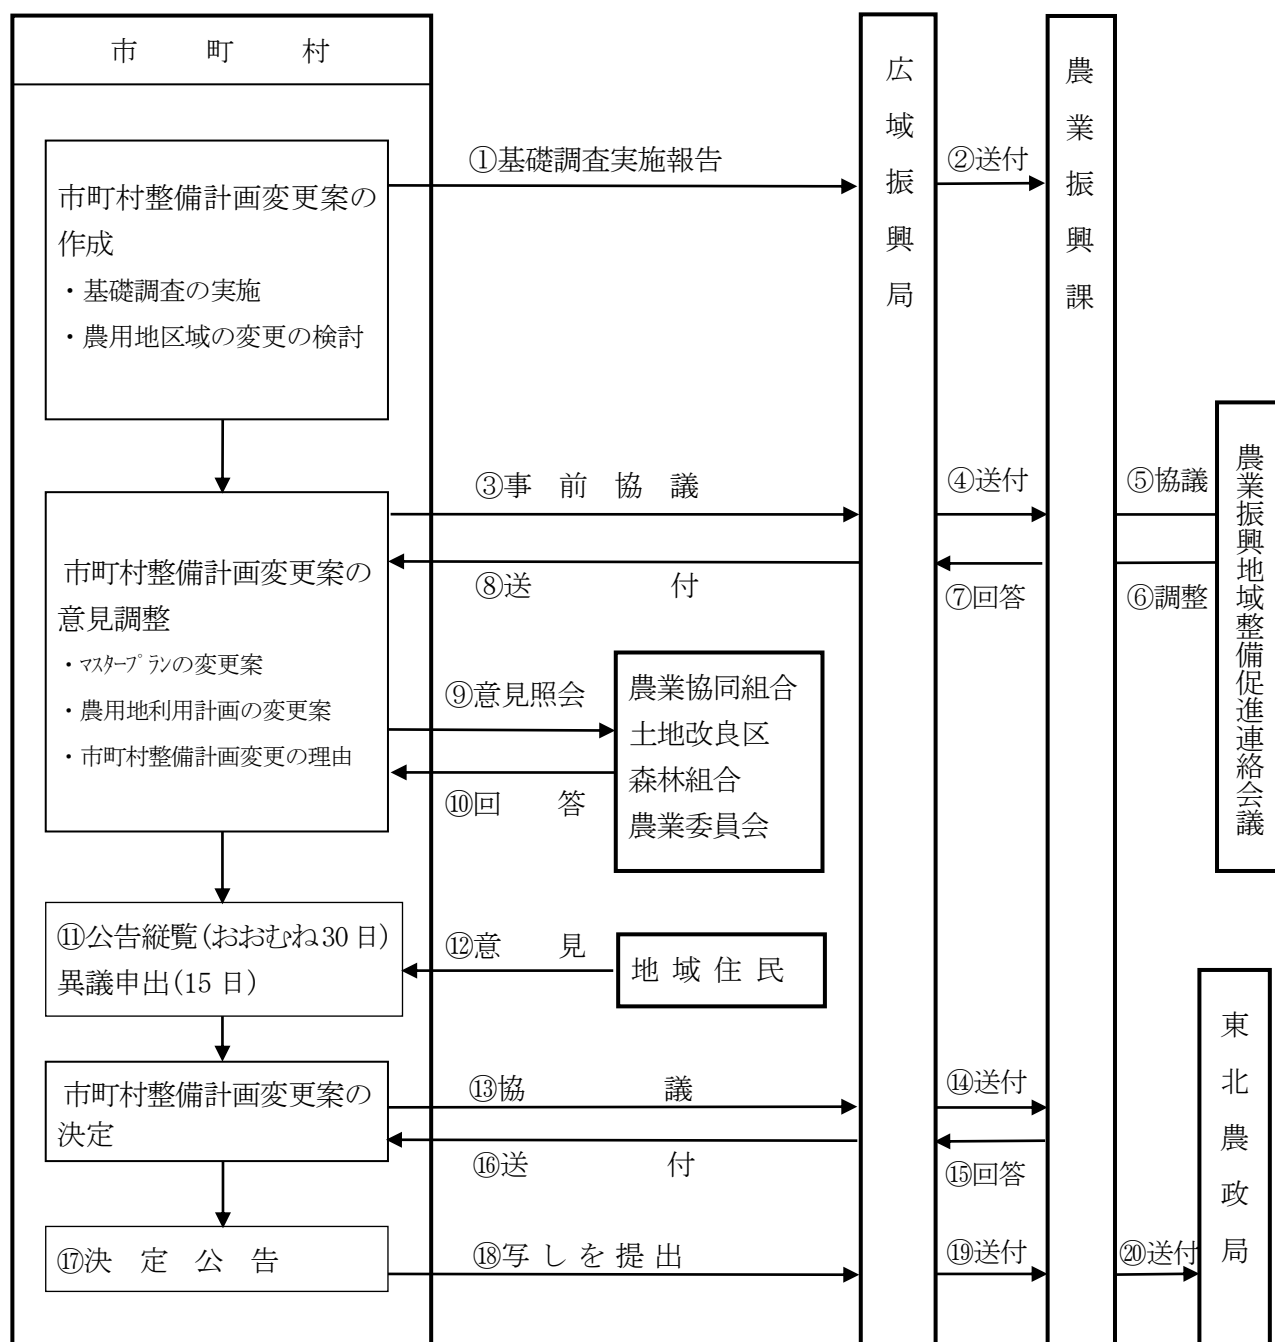 市町村
広域振興局
農業振興課
市町村整備計画変更案の
作成
・基礎調査の実施
・農用地区域の変更の検討
①基礎調査実施報告
②送付
③事前協議
④送付
⑤協議
農業振興地域整備促進連絡会議
市町村整備計画変更案の
意見調整
・ﾏｽﾀｰﾌﾟﾗﾝの変更案
・農用地利用計画の変更案
・市町村整備計画変更の理由
⑧送付
⑦回答
⑥調整
⑨意見照会
農業協同組合
土地改良区
森林組合
農業委員会
⑩回答
⑪公告縦覧(おおむね30日)
異議申出(15日)
⑫意見
地域住民
東北農政局
市町村整備計画変更案の
決定
⑬協議
⑭送付
⑯送付
⑮回答
⑰決定公告
⑱写しを提出
⑲送付
⑳送付